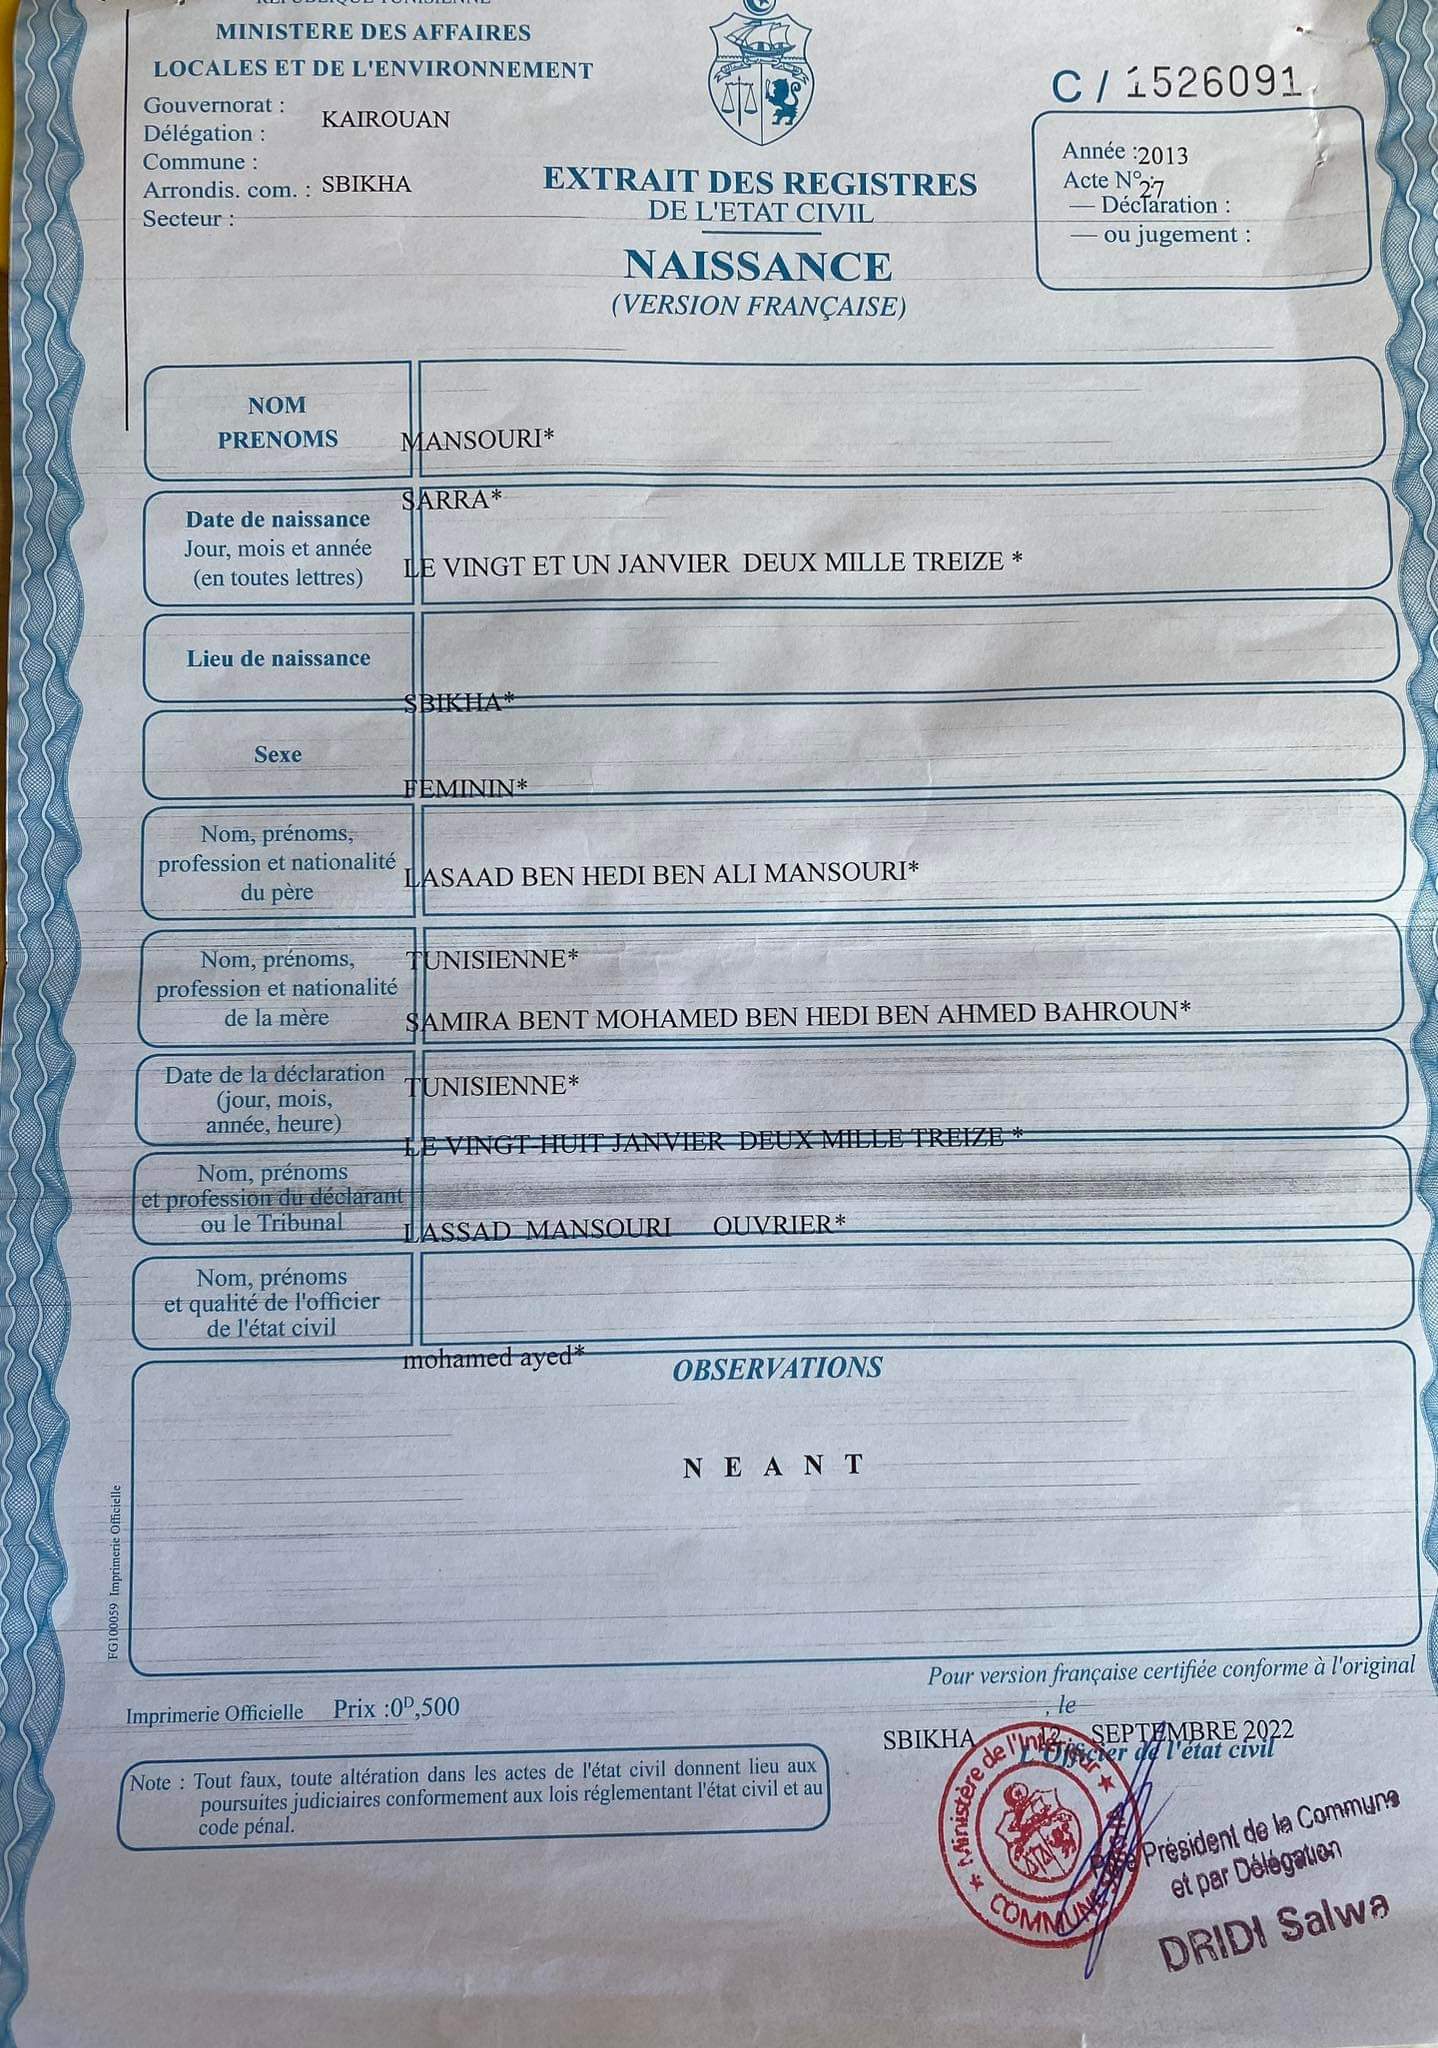 REPUBLIQUE TUNISIENNE
MINISTERE DES AFFAIRES
LOCALES ET DE L'ENVIRONNEMENT
Gouvernorat :
KAIROUAN
Délégation :
Commune :
Arrondis. com. : SBIKHA
Secteur :
C / 1526091
Année :2013
Acte N° : 27
— Déclaration :
— ou jugement :
EXTRAIT DES REGISTRES
DE L'ETAT CIVIL
NAISSANCE
(VERSION FRANÇAISE)
NOM
PRENOMS
MANSOURI*
SARRA*
Date de naissance
Jour, mois et année
(en toutes lettres)
LE VINGT ET UN JANVIER DEUX MILLE TREIZE *
Lieu de naissance
SBIKHA*
Sexe
FEMININ*
Nom, prénoms,
profession et nationalité
du père
LASAAD BEN HEDI BEN ALI MANSOURI*
TUNISIENNE*
Nom, prénoms,
profession et nationalité
de la mère
SAMIRA BENT MOHAMED BEN HEDI BEN AHMED BAHROUN*
TUNISIENNE*
Date de la déclaration
(jour, mois,
année, heure)
LE VINGT-HUIT JANVIER DEUX MILLE TREIZE *
Nom, prénoms
et profession du déclarant
ou le Tribunal
LASSAD MANSOURI OUVRIER*
Nom, prénoms
et qualité de l'officier
de l'état civil
mohamed ayed*
OBSERVATIONS
N E A N T
FG100059 Imprimerie Officielle
Pour version française certifiée conforme à l'original
Imprimerie Officielle Prix :0D,500
, le
SBIKHA 12 SEPTEMBRE 2022
L'Officier de l'état civil
Note : Tout faux, toute altération dans les actes de l'état civil donnent lieu aux
poursuites judiciaires conformement aux lois réglementant l'état civil et au
code pénal.
Ministère de l'Intérieur
COMMUNE
Président de la Commune
et par Délégation
DRIDI Salwa